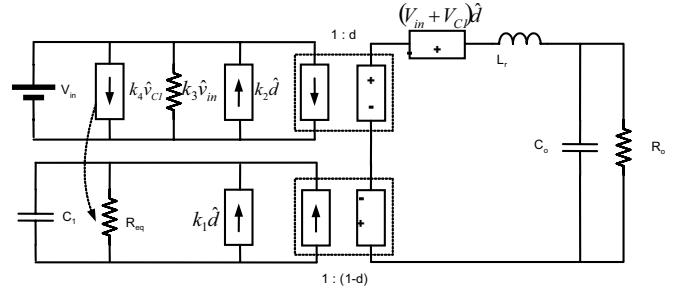 (V_in + V_C1)d̂
1 : d
- +
L_r
V_in
k_4 v̂_C1
k_3 v̂_in
k_2 d̂
+
-
C_o
R_o
C_1
R_eq
k_1 d̂
-
+
1 : (1-d)